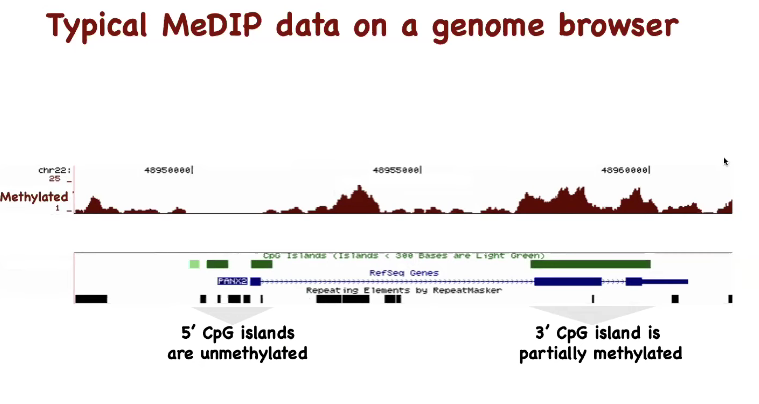 Typical MeDIP data on a genome browser
chr22: 48950000| 48955000| 48960000|
25
Methylated
1
CpG Islands (Islands < 300 Bases are Light Green)
RefSeq Genes
PANX2
Repeating Elements by RepeatMasker
5′ CpG islands
are unmethylated
3′ CpG island is
partially methylated